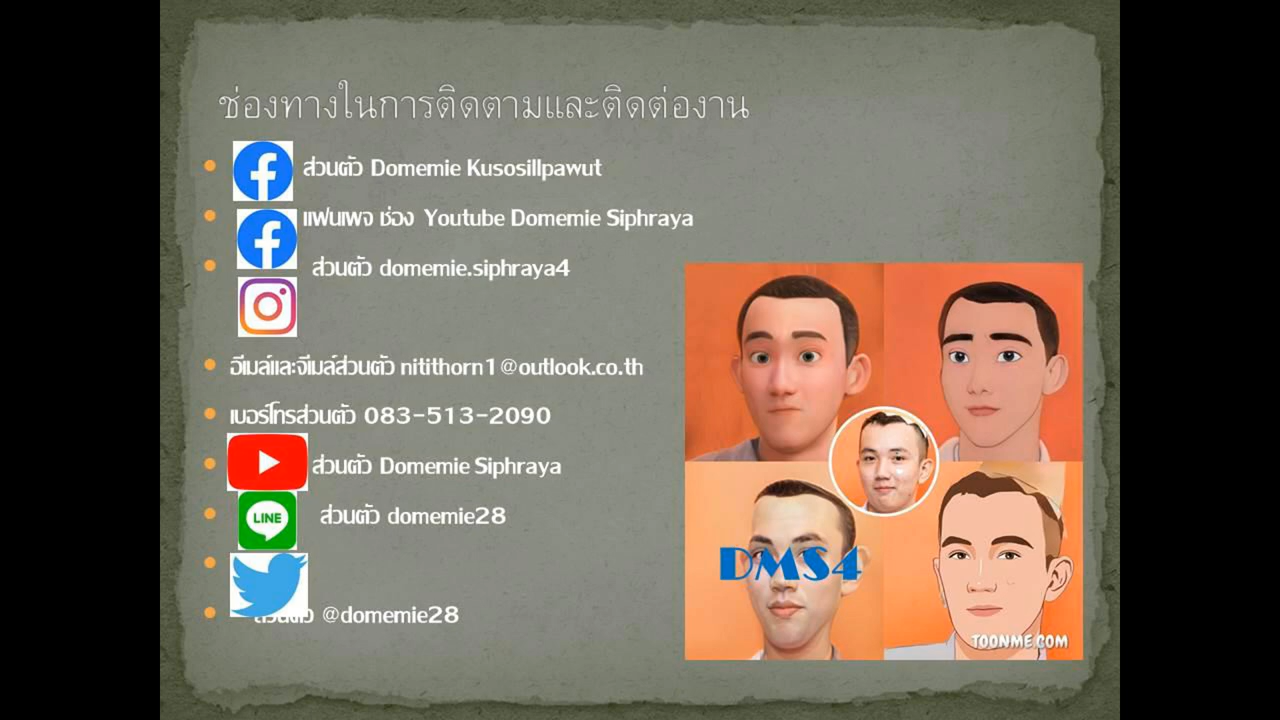 ช่องทางในการติดตามและติดต่องาน
ส่วนตัว Domemie Kusosillpawut
แฟนเพจ ช่อง Youtube Domemie Siphraya
ส่วนตัว domemie.siphraya4
อีเมล์และจีเมล์ส่วนตัว nitithorn1@outlook.co.th
เบอร์โทรส่วนตัว 083-513-2090
ส่วนตัว Domemie Siphraya
LINE
ส่วนตัว domemie28
ส่วนตัว @domemie28
DMS4
TOONME.COM